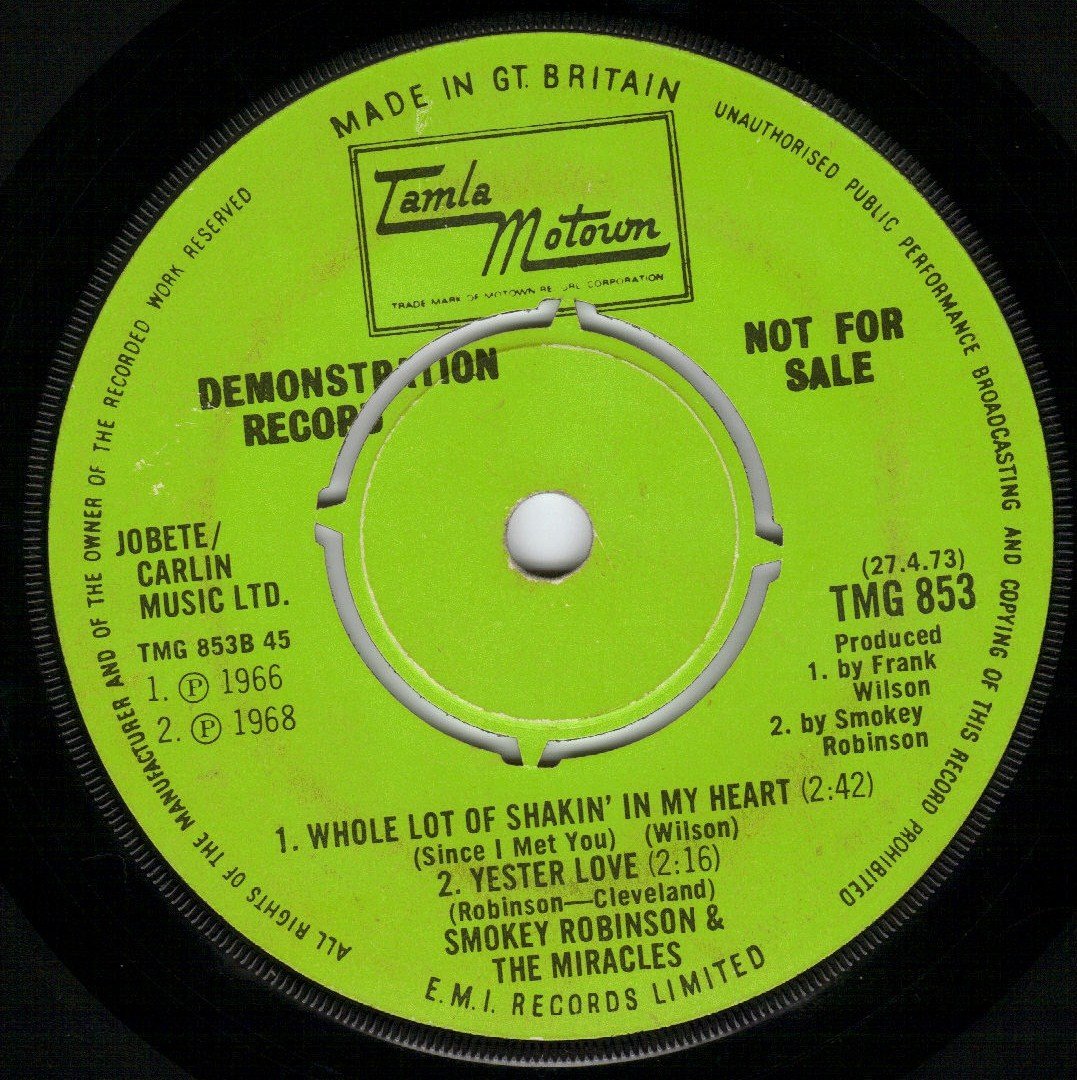 MADE IN GT. BRITAIN
Tamla
Motown
TRADE MARK OF MOTOWN RECORD CORPORATION
UNAUTHORISED PUBLIC PERFORMANCE BROADCASTING AND COPYING OF THIS RECORD PROHIBITED
ALL RIGHTS OF THE MANUFACTURER AND OF THE OWNER OF THE RECORDED WORK RESERVED
DEMONSTRATION
RECORD
NOT FOR
SALE
JOBETE/
CARLIN
MUSIC LTD.
TMG 853B 45
1. ℗ 1966
2. ℗ 1968
(27.4.73)
TMG 853
Produced
1. by Frank
Wilson
2. by Smokey
Robinson
1. WHOLE LOT OF SHAKIN' IN MY HEART (2:42)
(Since I Met You) (Wilson)
2. YESTER LOVE (2:16)
(Robinson—Cleveland)
SMOKEY ROBINSON &
THE MIRACLES
E.M.I. RECORDS LIMITED